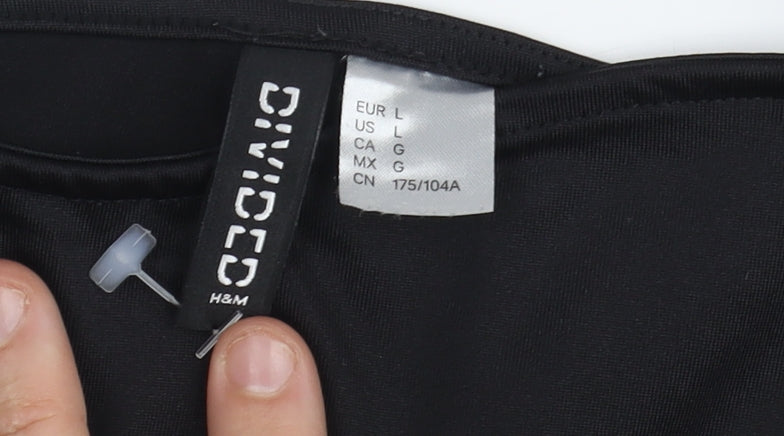 DIVIDED
H&M
EUR L
US L
CA G
MX G
CN 175/104A